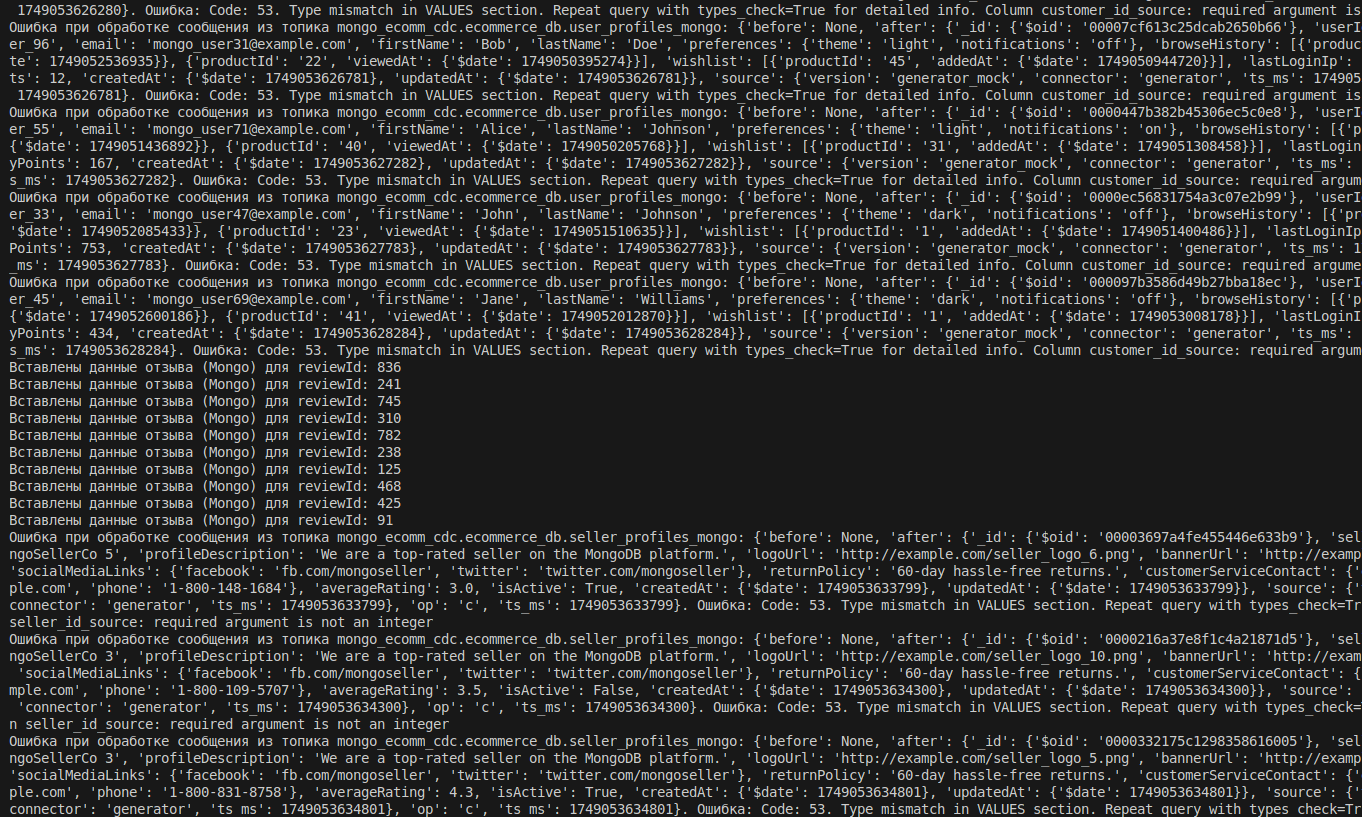 1749053626280}. Ошибка: Code: 53. Type mismatch in VALUES section. Repeat query with types_check=True for detailed info. Column customer_id_source: required argument is
Ошибка при обработке сообщения из топика mongo_ecomm_cdc.ecommerce_db.user_profiles_mongo: {'before': None, 'after': {'_id': {'$oid': '00007cf613c25dcab2650b66'}, 'userI
er_96', 'email': 'mongo_user31@example.com', 'firstName': 'Bob', 'lastName': 'Doe', 'preferences': {'theme': 'light', 'notifications': 'off'}, 'browseHistory': [{'produc
te': 1749052536935}}, {'productId': '22', 'viewedAt': {'$date': 1749050395274}}], 'wishlist': [{'productId': '45', 'addedAt': {'$date': 1749050944720}}], 'lastLoginIp':
ts': 12, 'createdAt': {'$date': 1749053626781}, 'updatedAt': {'$date': 1749053626781}}, 'source': {'version': 'generator_mock', 'connector': 'generator', 'ts_ms': 174905
1749053626781}. Ошибка: Code: 53. Type mismatch in VALUES section. Repeat query with types_check=True for detailed info. Column customer_id_source: required argument is
Ошибка при обработке сообщения из топика mongo_ecomm_cdc.ecommerce_db.user_profiles_mongo: {'before': None, 'after': {'_id': {'$oid': '0000447b382b45306ec5c0e8'}, 'userI
er_55', 'email': 'mongo_user71@example.com', 'firstName': 'Alice', 'lastName': 'Johnson', 'preferences': {'theme': 'light', 'notifications': 'on'}, 'browseHistory': [{'p
{'$date': 1749051436892}}, {'productId': '40', 'viewedAt': {'$date': 1749050205768}}], 'wishlist': [{'productId': '31', 'addedAt': {'$date': 1749051308458}}], 'lastLogin
yPoints': 167, 'createdAt': {'$date': 1749053627282}, 'updatedAt': {'$date': 1749053627282}}, 'source': {'version': 'generator_mock', 'connector': 'generator', 'ts_ms':
s_ms': 1749053627282}. Ошибка: Code: 53. Type mismatch in VALUES section. Repeat query with types_check=True for detailed info. Column customer_id_source: required argum
Ошибка при обработке сообщения из топика mongo_ecomm_cdc.ecommerce_db.user_profiles_mongo: {'before': None, 'after': {'_id': {'$oid': '0000ec56831754a3c07e2b99'}, 'userI
er_33', 'email': 'mongo_user47@example.com', 'firstName': 'John', 'lastName': 'Johnson', 'preferences': {'theme': 'dark', 'notifications': 'off'}, 'browseHistory': [{'pr
'$date': 1749052085433}}, {'productId': '23', 'viewedAt': {'$date': 1749051510635}}], 'wishlist': [{'productId': '1', 'addedAt': {'$date': 1749051400486}}], 'lastLoginIp
Points': 753, 'createdAt': {'$date': 1749053627783}, 'updatedAt': {'$date': 1749053627783}}, 'source': {'version': 'generator_mock', 'connector': 'generator', 'ts_ms': 1
_ms': 1749053627783}. Ошибка: Code: 53. Type mismatch in VALUES section. Repeat query with types_check=True for detailed info. Column customer_id_source: required argume
Ошибка при обработке сообщения из топика mongo_ecomm_cdc.ecommerce_db.user_profiles_mongo: {'before': None, 'after': {'_id': {'$oid': '000097b3586d49b27bba18ec'}, 'userI
er_45', 'email': 'mongo_user69@example.com', 'firstName': 'Jane', 'lastName': 'Williams', 'preferences': {'theme': 'dark', 'notifications': 'off'}, 'browseHistory': [{'p
{'$date': 1749052600186}}, {'productId': '41', 'viewedAt': {'$date': 1749052012870}}], 'wishlist': [{'productId': '1', 'addedAt': {'$date': 1749053008178}}], 'lastLoginI
yPoints': 434, 'createdAt': {'$date': 1749053628284}, 'updatedAt': {'$date': 1749053628284}}, 'source': {'version': 'generator_mock', 'connector': 'generator', 'ts_ms':
s_ms': 1749053628284}. Ошибка: Code: 53. Type mismatch in VALUES section. Repeat query with types_check=True for detailed info. Column customer_id_source: required argum
Вставлены данные отзыва (Mongo) для reviewId: 836
Вставлены данные отзыва (Mongo) для reviewId: 241
Вставлены данные отзыва (Mongo) для reviewId: 745
Вставлены данные отзыва (Mongo) для reviewId: 310
Вставлены данные отзыва (Mongo) для reviewId: 782
Вставлены данные отзыва (Mongo) для reviewId: 238
Вставлены данные отзыва (Mongo) для reviewId: 125
Вставлены данные отзыва (Mongo) для reviewId: 468
Вставлены данные отзыва (Mongo) для reviewId: 425
Вставлены данные отзыва (Mongo) для reviewId: 91
Ошибка при обработке сообщения из топика mongo_ecomm_cdc.ecommerce_db.seller_profiles_mongo: {'before': None, 'after': {'_id': {'$oid': '00003697a4fe455446e633b9'}, 'sel
ngoSellerCo 5', 'profileDescription': 'We are a top-rated seller on the MongoDB platform.', 'logoUrl': 'http://example.com/seller_logo_6.png', 'bannerUrl': 'http://examp
'socialMediaLinks': {'facebook': 'fb.com/mongoseller', 'twitter': 'twitter.com/mongoseller'}, 'returnPolicy': '60-day hassle-free returns.', 'customerServiceContact': {'
ple.com', 'phone': '1-800-148-1684'}, 'averageRating': 3.0, 'isActive': True, 'createdAt': {'$date': 1749053633799}, 'updatedAt': {'$date': 1749053633799}}, 'source': {'
connector': 'generator', 'ts_ms': 1749053633799}, 'op': 'c', 'ts_ms': 1749053633799}. Ошибка: Code: 53. Type mismatch in VALUES section. Repeat query with types_check=Tr
seller_id_source: required argument is not an integer
Ошибка при обработке сообщения из топика mongo_ecomm_cdc.ecommerce_db.seller_profiles_mongo: {'before': None, 'after': {'_id': {'$oid': '0000216a37e8f1c4a21871d5'}, 'sel
ngoSellerCo 3', 'profileDescription': 'We are a top-rated seller on the MongoDB platform.', 'logoUrl': 'http://example.com/seller_logo_10.png', 'bannerUrl': 'http://exam
'socialMediaLinks': {'facebook': 'fb.com/mongoseller', 'twitter': 'twitter.com/mongoseller'}, 'returnPolicy': '60-day hassle-free returns.', 'customerServiceContact': {
mple.com', 'phone': '1-800-109-5707'}, 'averageRating': 3.5, 'isActive': False, 'createdAt': {'$date': 1749053634300}, 'updatedAt': {'$date': 1749053634300}}, 'source':
'connector': 'generator', 'ts_ms': 1749053634300}, 'op': 'c', 'ts_ms': 1749053634300}. Ошибка: Code: 53. Type mismatch in VALUES section. Repeat query with types_check=T
n seller_id_source: required argument is not an integer
Ошибка при обработке сообщения из топика mongo_ecomm_cdc.ecommerce_db.seller_profiles_mongo: {'before': None, 'after': {'_id': {'$oid': '0000332175c1298358616005'}, 'sel
ngoSellerCo 3', 'profileDescription': 'We are a top-rated seller on the MongoDB platform.', 'logoUrl': 'http://example.com/seller_logo_5.png', 'bannerUrl': 'http://examp
'socialMediaLinks': {'facebook': 'fb.com/mongoseller', 'twitter': 'twitter.com/mongoseller'}, 'returnPolicy': '60-day hassle-free returns.', 'customerServiceContact': {'
ple.com', 'phone': '1-800-831-8758'}, 'averageRating': 4.3, 'isActive': True, 'createdAt': {'$date': 1749053634801}, 'updatedAt': {'$date': 1749053634801}}, 'source': {'
connector': 'generator', 'ts_ms': 1749053634801}, 'op': 'c', 'ts_ms': 1749053634801}. Ошибка: Code: 53. Type mismatch in VALUES section. Repeat query with types_check=Tr